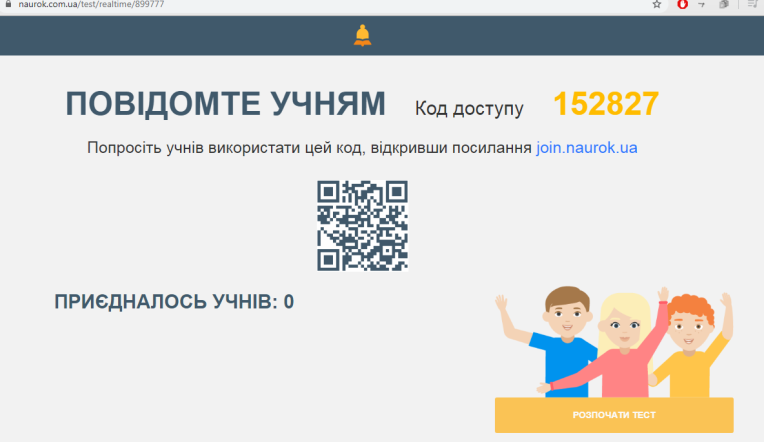 naurok.com.ua/test/realtime/899777
ПОВІДОМТЕ УЧНЯМ Код доступу 152827
Попросіть учнів використати цей код, відкривши посилання join.naurok.ua
ПРИЄДНАЛОСЬ УЧНІВ: 0
РОЗПОЧАТИ ТЕСТ